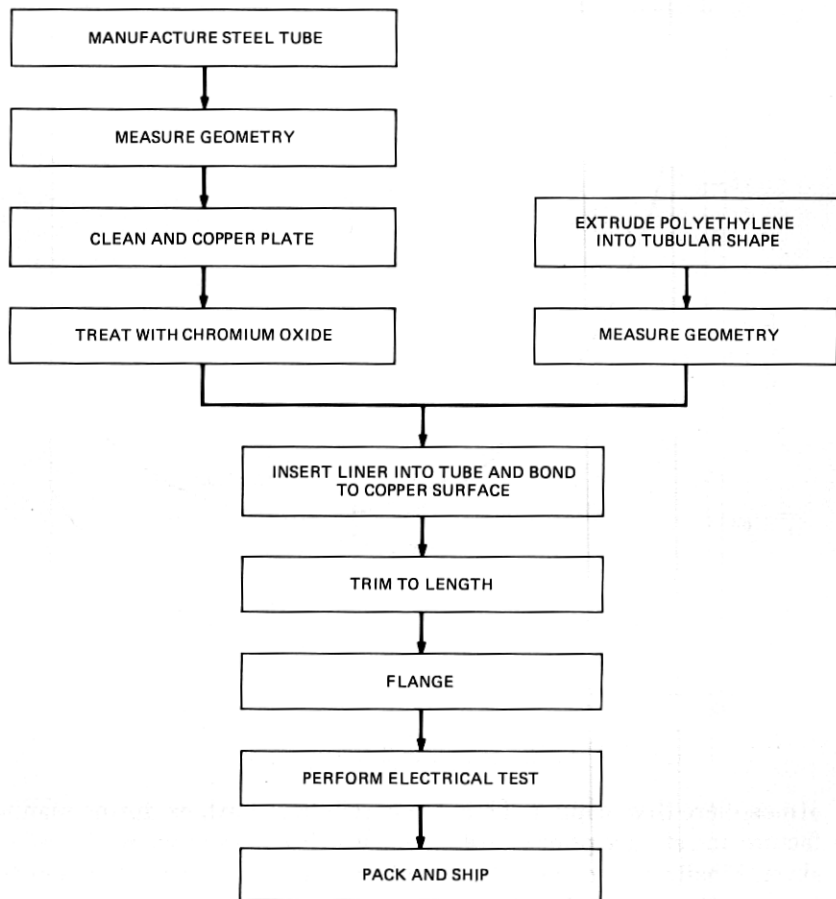 MANUFACTURE STEEL TUBE
MEASURE GEOMETRY
CLEAN AND COPPER PLATE
TREAT WITH CHROMIUM OXIDE
EXTRUDE POLYETHYLENE
INTO TUBULAR SHAPE
MEASURE GEOMETRY
INSERT LINER INTO TUBE AND BOND
TO COPPER SURFACE
TRIM TO LENGTH
FLANGE
PERFORM ELECTRICAL TEST
PACK AND SHIP